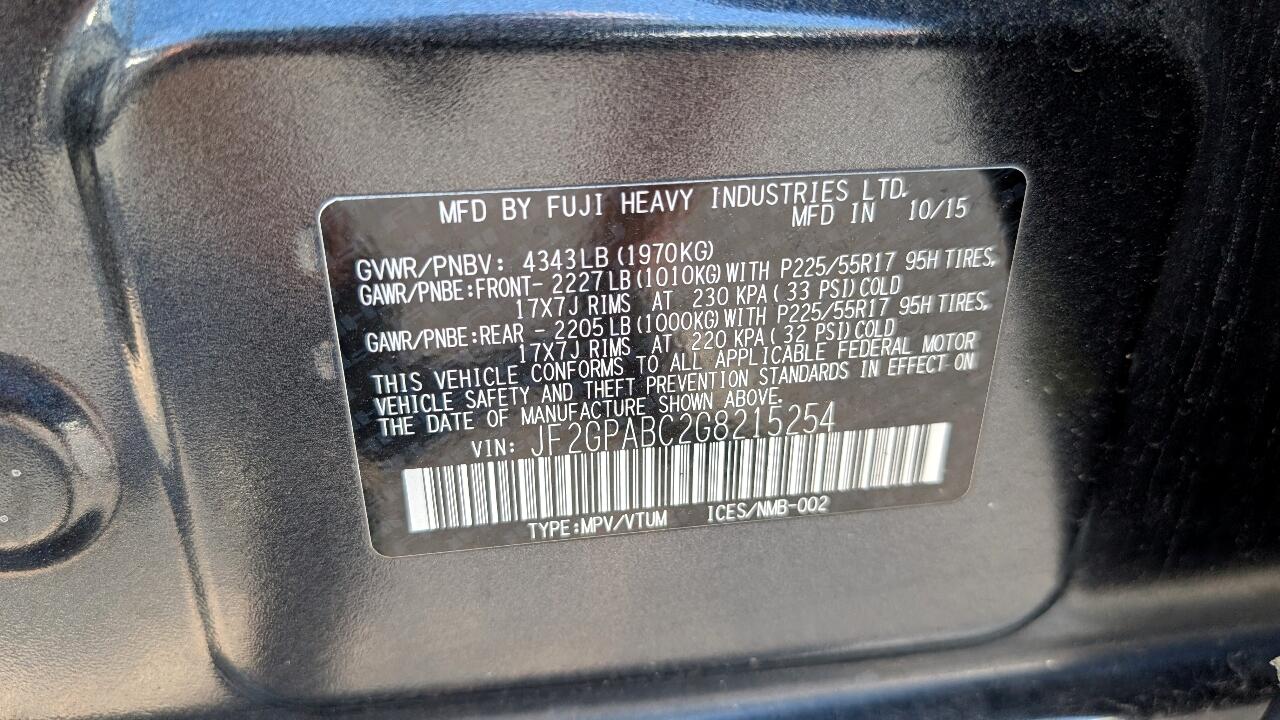 MFD BY FUJI HEAVY INDUSTRIES LTD.
MFD IN 10/15
GVWR/PNBV: 4343LB (1970KG)
GAWR/PNBE:FRONT- 2227LB (1010KG) WITH P225/55R17 95H TIRES,
17X7J RIMS AT 230 KPA ( 33 PSI) COLD
GAWR/PNBE:REAR - 2205LB (1000KG) WITH P225/55R17 95H TIRES,
17X7J RIMS AT 220 KPA ( 32 PSI) COLD
THIS VEHICLE CONFORMS TO ALL APPLICABLE FEDERAL MOTOR
VEHICLE SAFETY AND THEFT PREVENTION STANDARDS IN EFFECT ON
THE DATE OF MANUFACTURE SHOWN ABOVE.
VIN: JF2GPABC2G8215254
TYPE:MPV/VTUM ICES/NMB-002